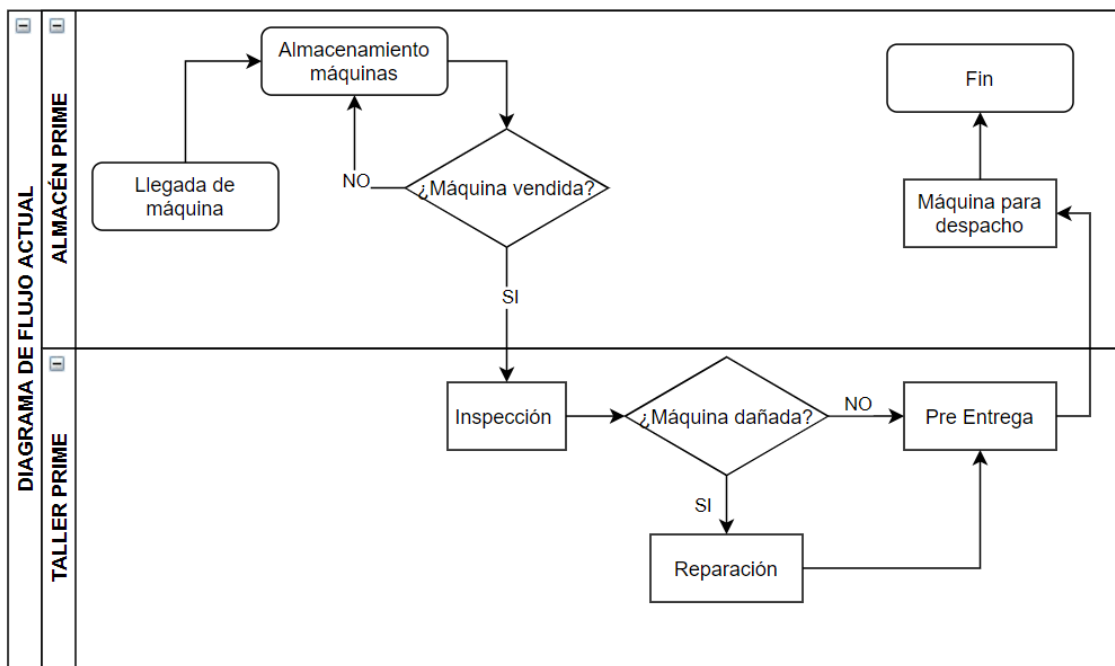 DIAGRAMA DE FLUJO ACTUAL
ALMACÉN PRIME
Almacenamiento
máquinas
Llegada de
máquina
NO
¿Máquina vendida?
SI
Fin
Máquina para
despacho
TALLER PRIME
Inspección
¿Máquina dañada?
NO
Pre Entrega
SI
Reparación